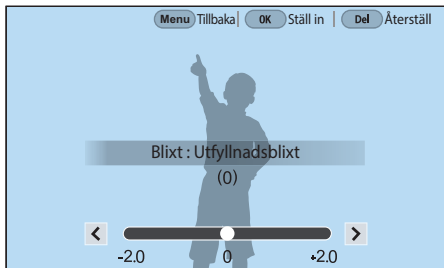 Menu Tillbaka | OK Ställ in | Del Återställ
Blixt : Utfyllnadsblixt
(0)
-2.0 0 +2.0